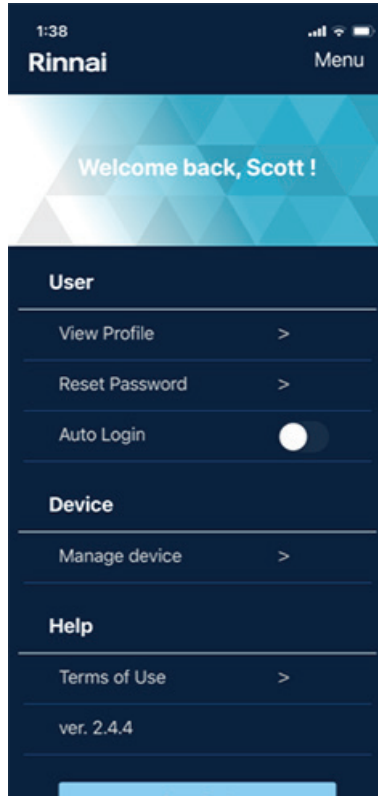 1:38
Rinnai Menu
Welcome back, Scott !
User
View Profile >
Reset Password >
Auto Login
Device
Manage device >
Help
Terms of Use >
ver. 2.4.4